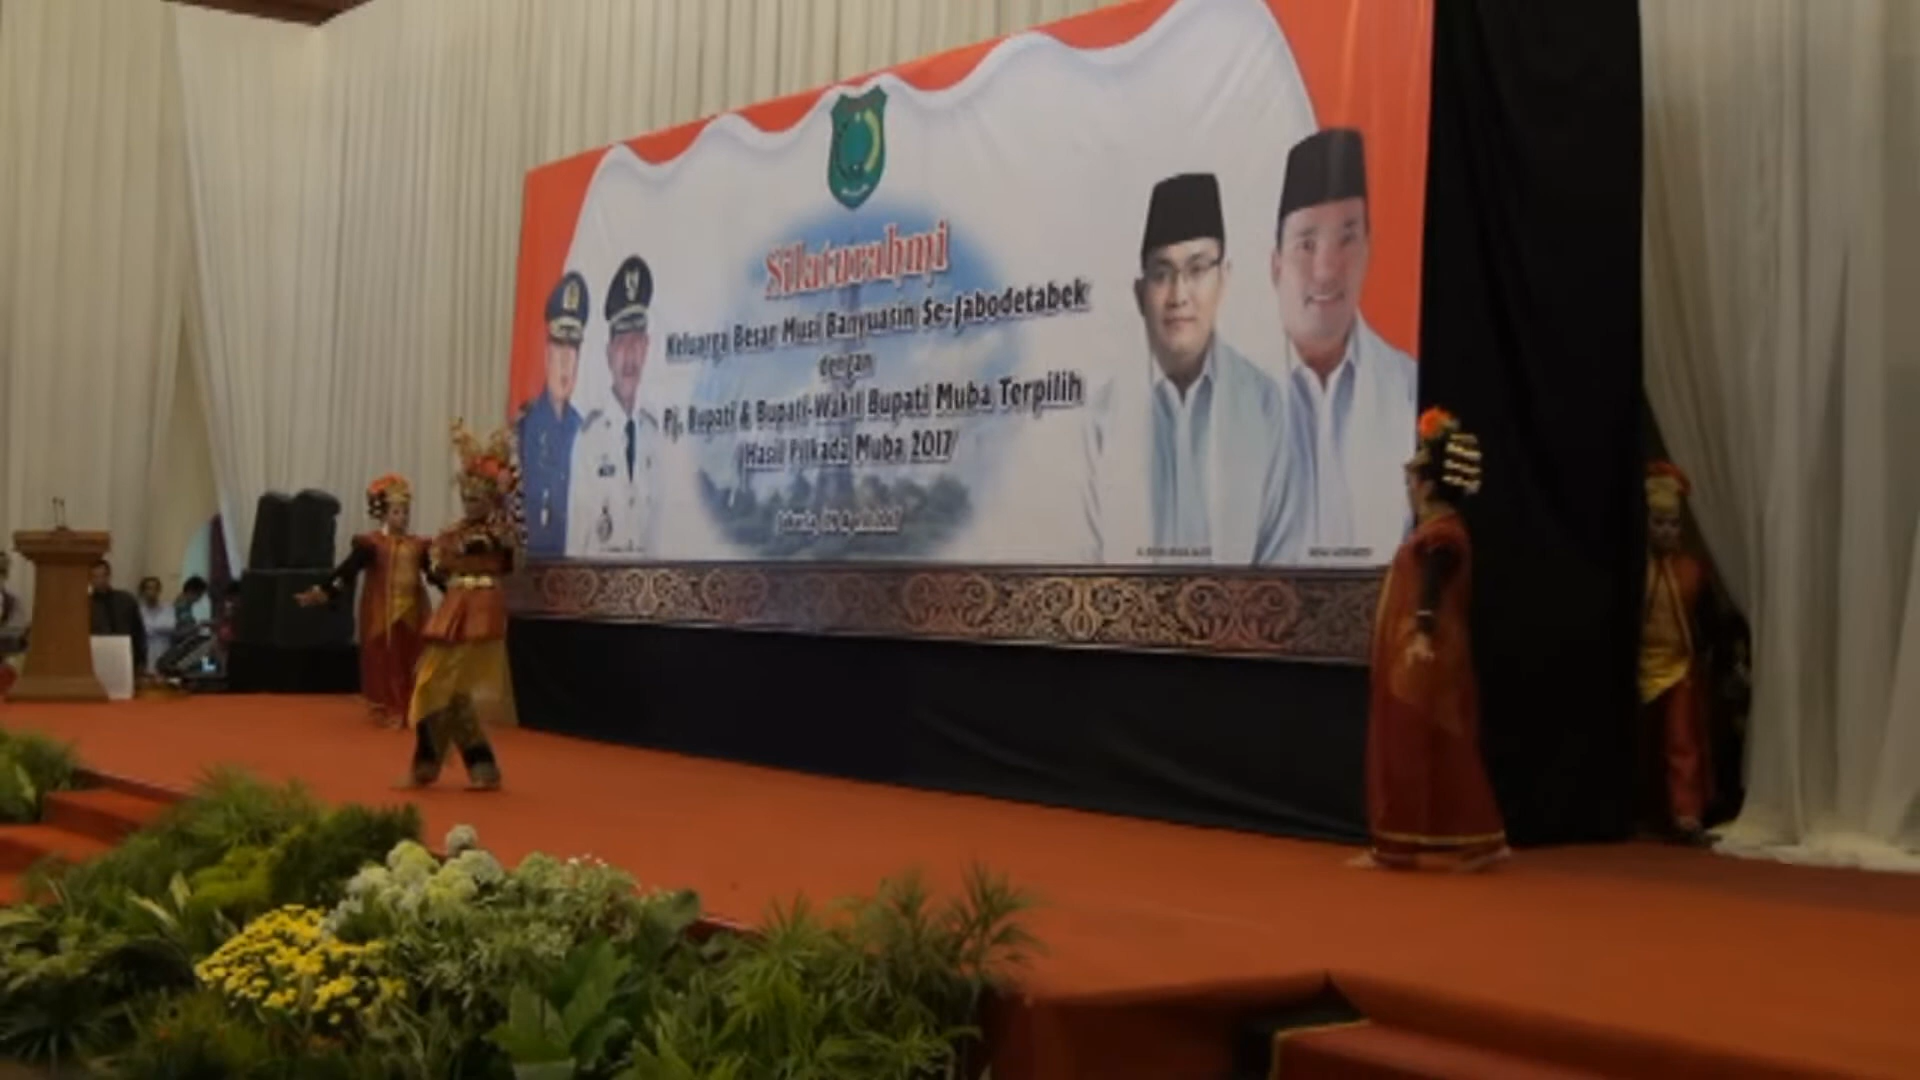 Silaturahmi
Keluarga Besar Musi Banyuasin Se-Jabodetabek
dengan
Pj. Bupati & Bupati-Wakil Bupati Muba Terpilih
Hasil Pilkada Muba 2017
Jakarta,